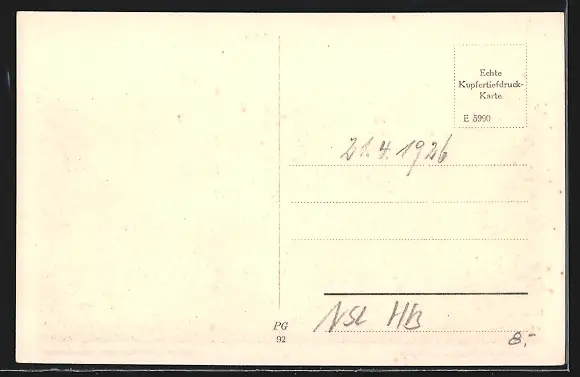 Echte
Kupfertiefdruck-
Karte.
E 5990
21.4.1926
NSL HB
PG
92
8.-